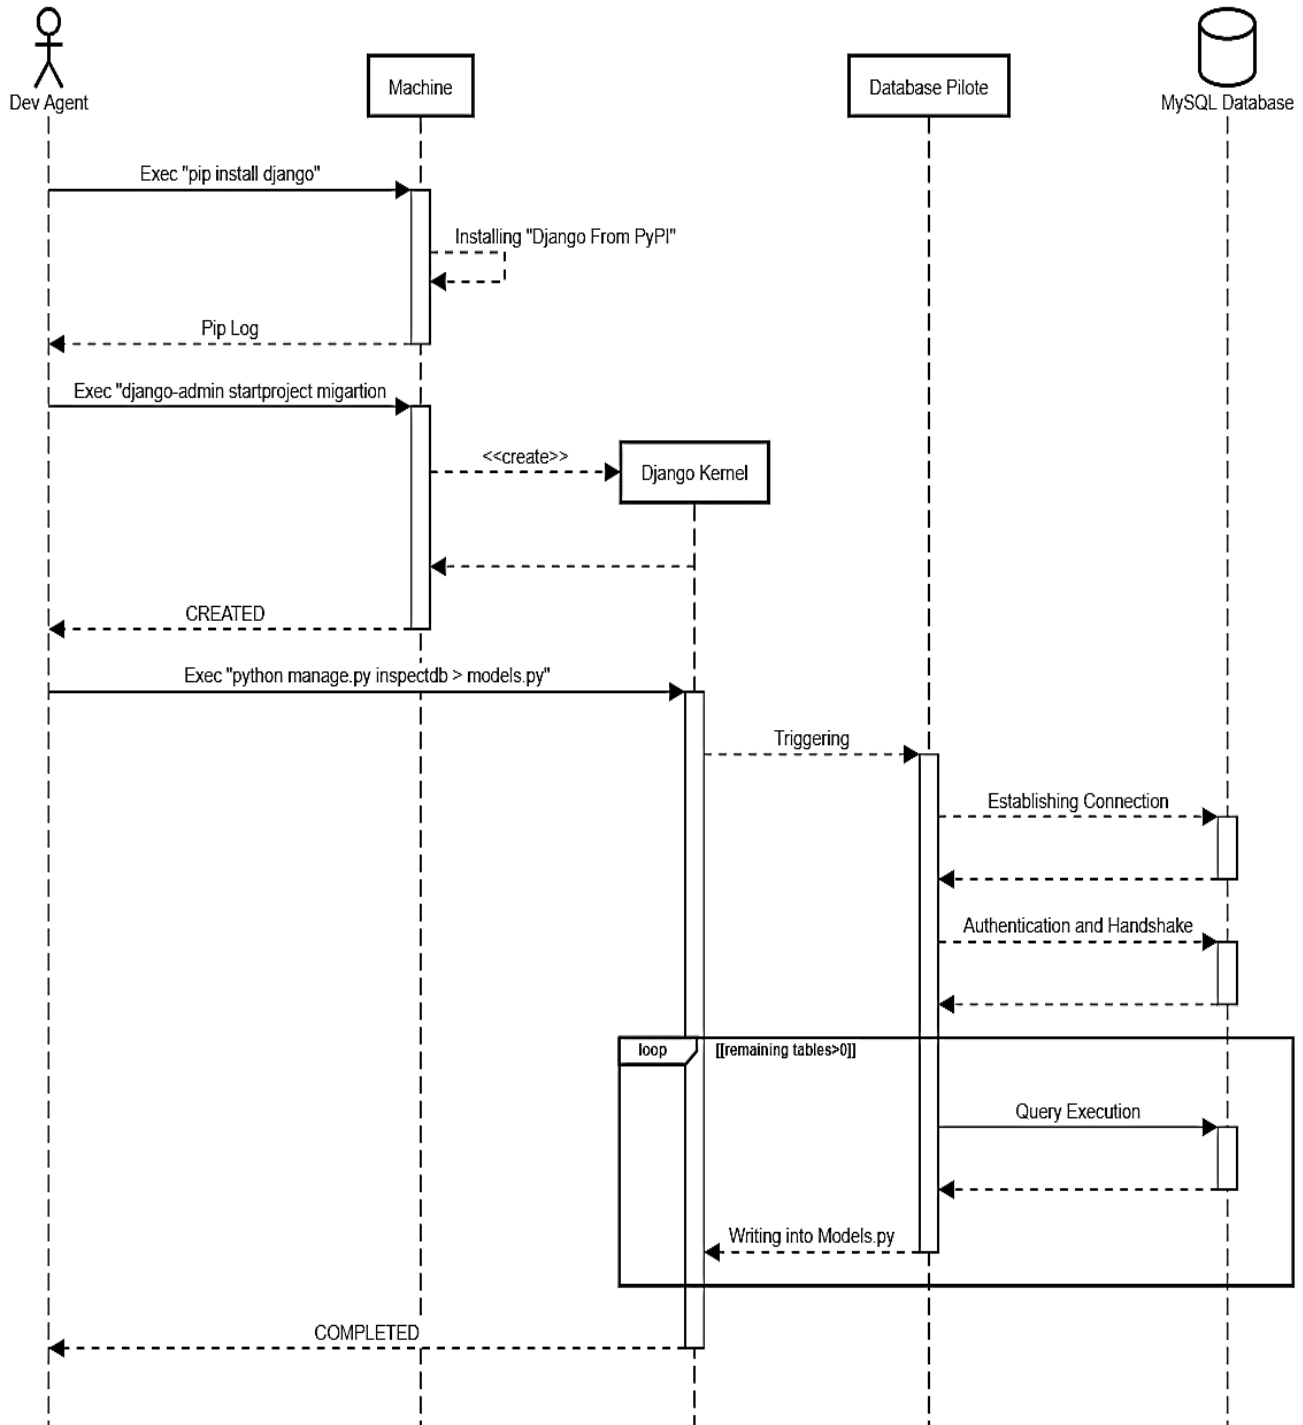 Dev Agent
Machine
Database Pilote
MySQL Database
Exec "pip install django"
Installing "Django From PyPI"
Pip Log
Exec "django-admin startproject migartion
<<create>>
Django Kernel
CREATED
Exec "python manage.py inspectdb > models.py"
Triggering
Establishing Connection
Authentication and Handshake
loop
[[remaining tables>0]]
Query Execution
Writing into Models.py
COMPLETED